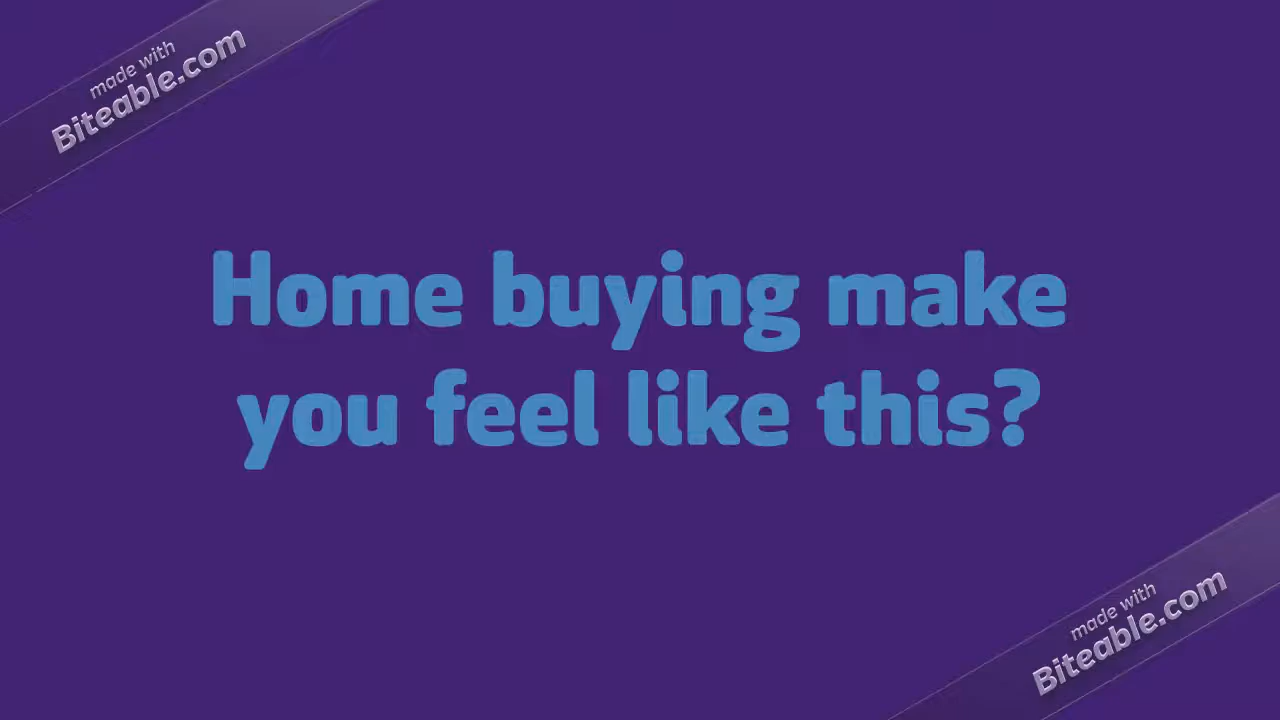 made with
Biteable.com
Home buying make
you feel like this?
made with
Biteable.com